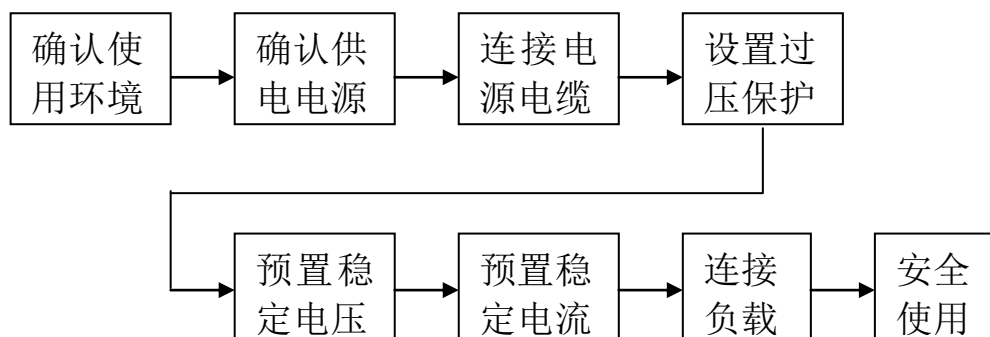 确认使
用环境
确认供
电电源
连接电
源电缆
设置过
压保护
预置稳
定电压
预置稳
定电流
连接
负载
安全
使用